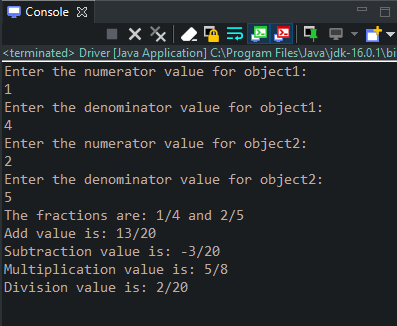 Console
<terminated> Driver [Java Application] C:\Program Files\Java\jdk-16.0.1\bi
Enter the numerator value for object1:
1
Enter the denominator value for object1:
4
Enter the numerator value for object2:
2
Enter the denominator value for object2:
5
The fractions are: 1/4 and 2/5
Add value is: 13/20
Subtraction value is: -3/20
Multiplication value is: 5/8
Division value is: 2/20